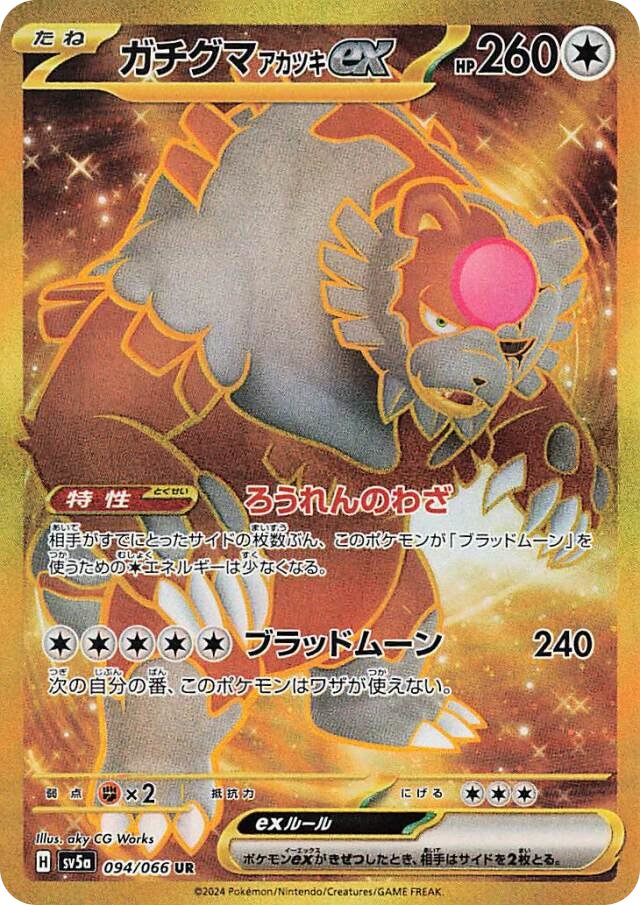 たね ガチグマ アカツキ ex HP260
特性 とくせい ろうれんのわざ
相手がすでにとったサイドの枚数ぶん、このポケモンが「ブラッドムーン」を
使うためのエネルギーは少なくなる。
ブラッドムーン 240
次の自分の番、このポケモンはワザが使えない。
弱点 ×2 抵抗力 にげる
Illus. aky CG Works
exルール
ポケモンexがきぜつしたとき、相手はサイドを2枚とる。
H sv5a 094/066 UR
©2024 Pokémon/Nintendo/Creatures/GAME FREAK.